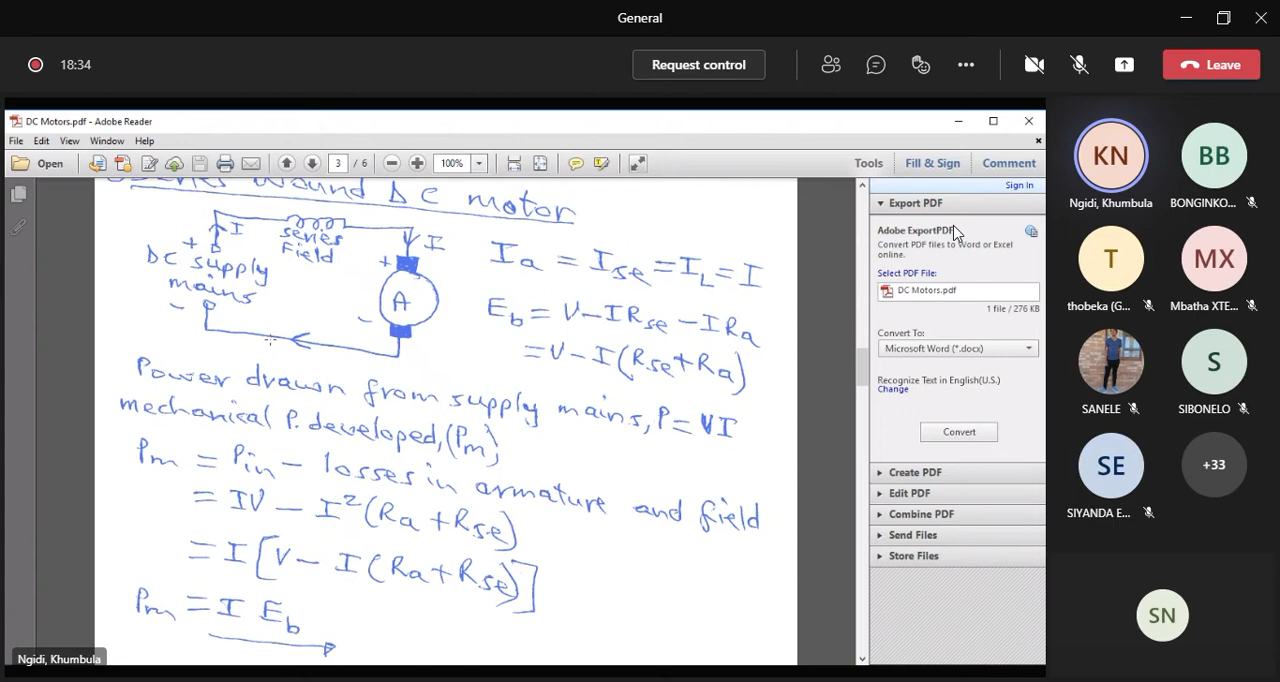 General
18:34
Request control
Leave
DC Motors.pdf - Adobe Reader
File Edit View Window Help
Open 3 / 6 100% Tools Fill & Sign Comment
Sign In
Export PDF
Adobe ExportPDF
Convert PDF files to Word or Excel online.
Select PDF File:
DC Motors.pdf
1 file / 276 KB
Convert To:
Microsoft Word (*.docx)
Recognize Text in English(U.S.)
Change
Convert
Create PDF
Edit PDF
Combine PDF
Send Files
Store Files
Series Wound DC motor
I
series
Field
I
+
DC supply
mains
-
+
A
-
Ia = Ise = IL = I
Eb = V - IRse - IRa
= V - I(Rse + Ra)
Power drawn from supply mains, P = VI
mechanical P. developed, (Pm)
Pm = Pin - losses in armature and field
= IV - I²(Ra + Rse)
= I[V - I(Ra + Rse)]
Pm = I Eb
Ngidi, Khumbula
KN
Ngidi, Khumbula
BB
BONGINKO...
T
thobeka (G...
MX
Mbatha XTE...
SANELE
S
SIBONELO
SE
SIYANDA E...
+33
SN